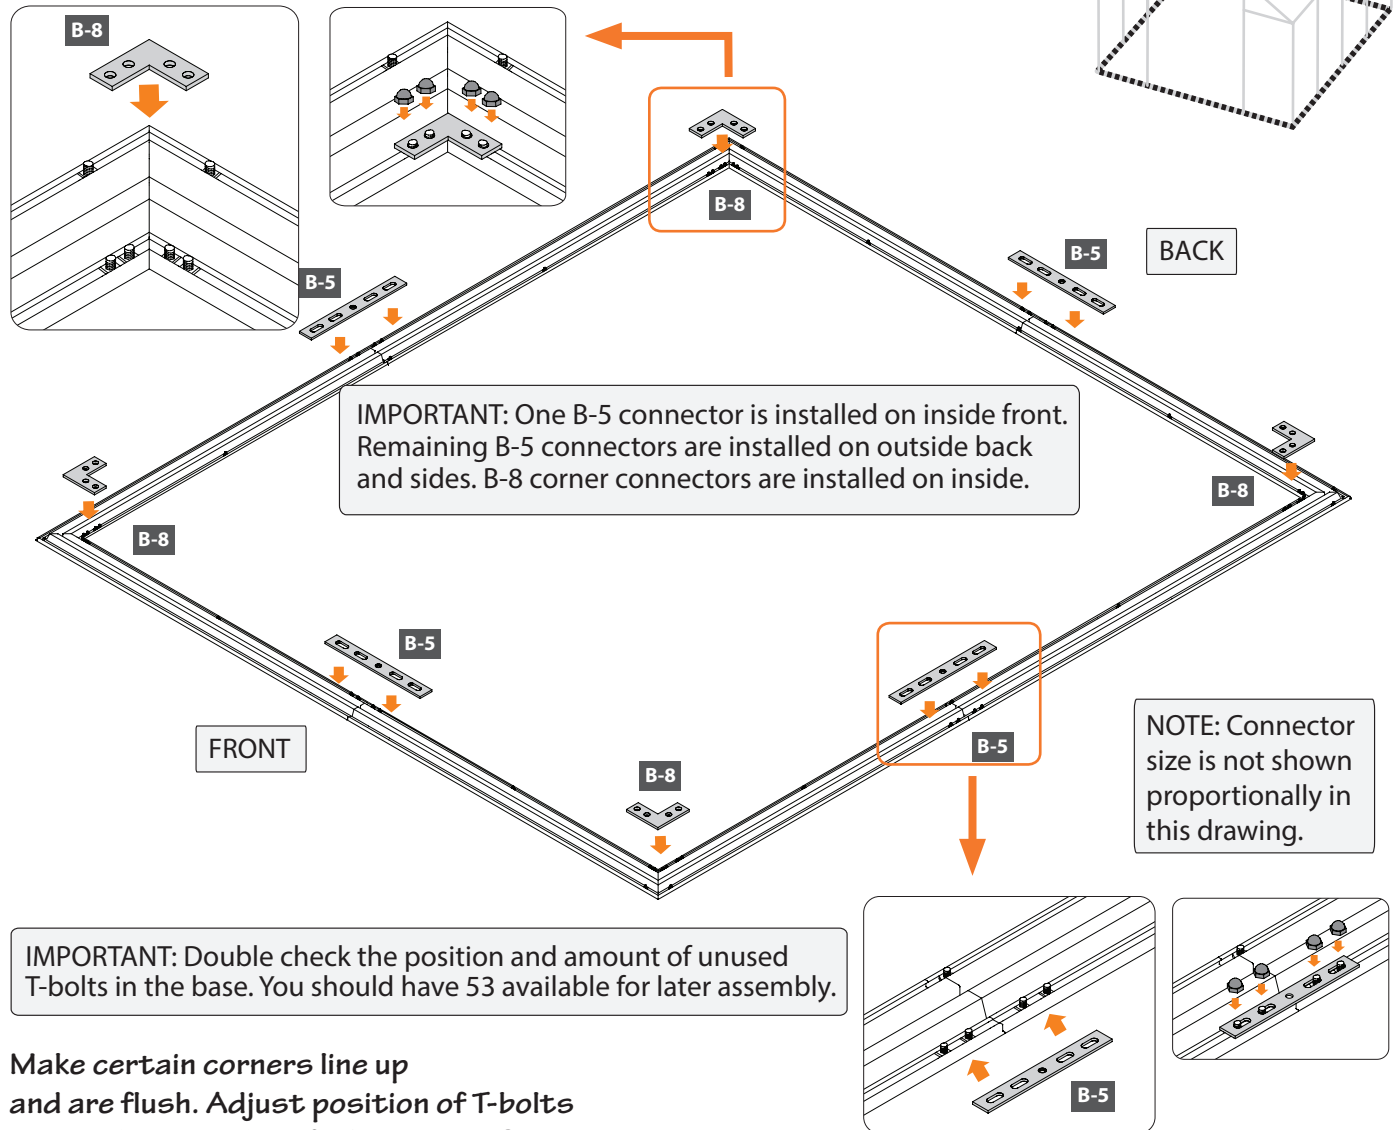 B-8
B-8
B-5
B-5
BACK
IMPORTANT: One B-5 connector is installed on inside front.
Remaining B-5 connectors are installed on outside back
and sides. B-8 corner connectors are installed on inside.
B-8
B-8
B-5
FRONT
B-5
B-8
NOTE: Connector
size is not shown
proportionally in
this drawing.
IMPORTANT: Double check the position and amount of unused
T-bolts in the base. You should have 53 available for later assembly.
B-5
Make certain corners line up
and are flush. Adjust position of T-bolts